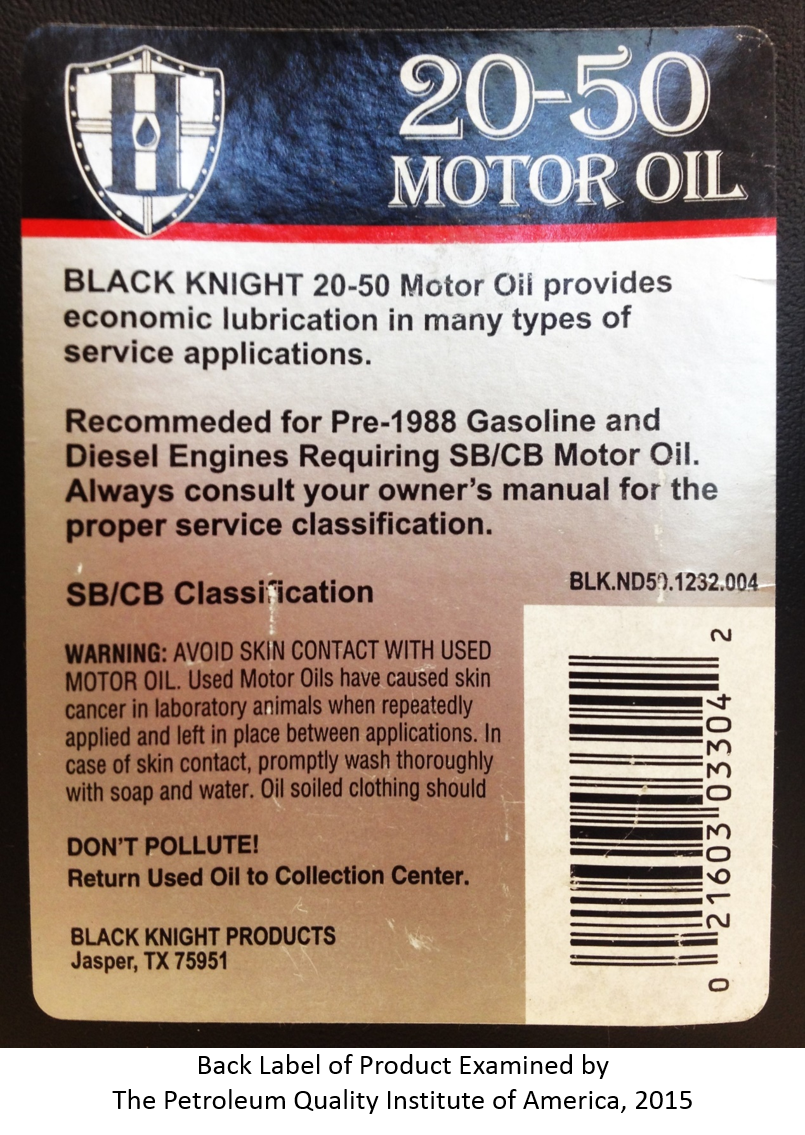 20-50
MOTOR OIL
BLACK KNIGHT 20-50 Motor Oil provides
economic lubrication in many types of
service applications.
Recommeded for Pre-1988 Gasoline and
Diesel Engines Requiring SB/CB Motor Oil.
Always consult your owner's manual for the
proper service classification.
SB/CB Classification
BLK.ND50.1232.004
WARNING: AVOID SKIN CONTACT WITH USED
MOTOR OIL. Used Motor Oils have caused skin
cancer in laboratory animals when repeatedly
applied and left in place between applications. In
case of skin contact, promptly wash thoroughly
with soap and water. Oil soiled clothing should
DON'T POLLUTE!
Return Used Oil to Collection Center.
BLACK KNIGHT PRODUCTS
Jasper, TX 75951
0 21603 03304 2
Back Label of Product Examined by
The Petroleum Quality Institute of America, 2015